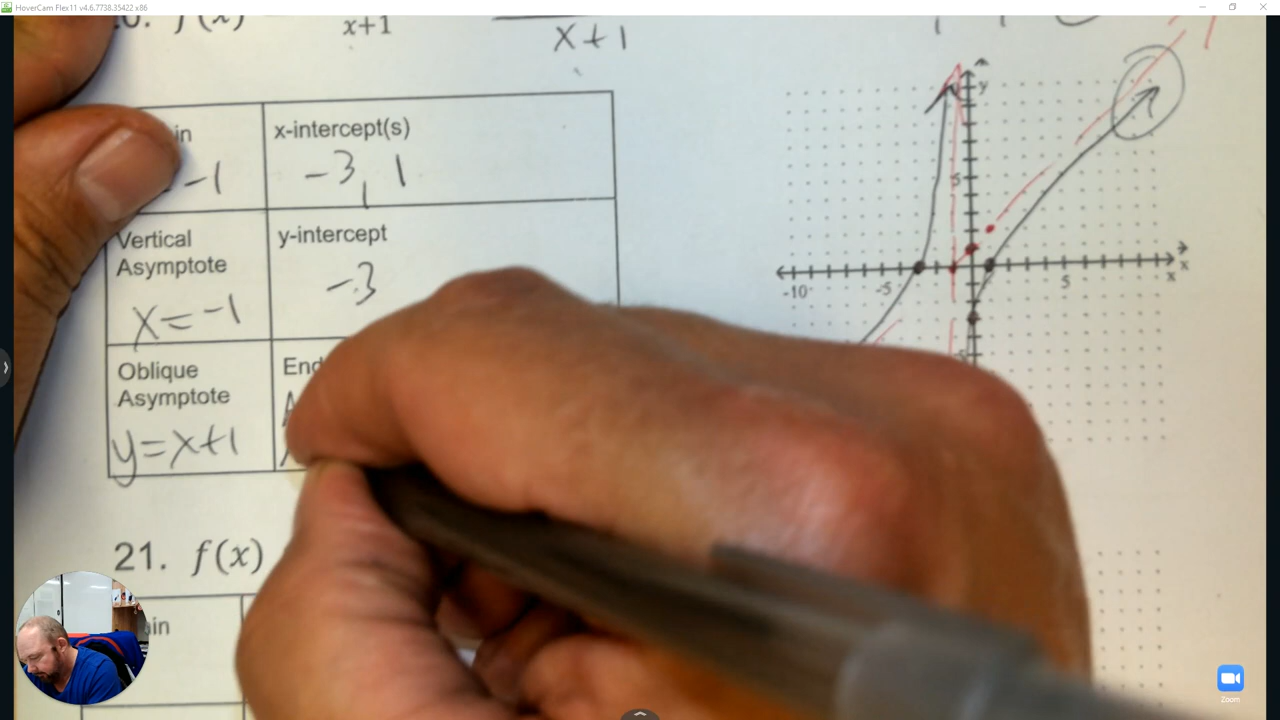 HoverCam Flex11 v4.6.7738.35422 x86
f(x)
x+1
x+1
x-intercept(s)
-1
-3, 1
Vertical
Asymptote
x=-1
y-intercept
-3
Oblique
Asymptote
y=x+1
End
21. f(x)
y
5
-10
-5
5
x
x
Zoom